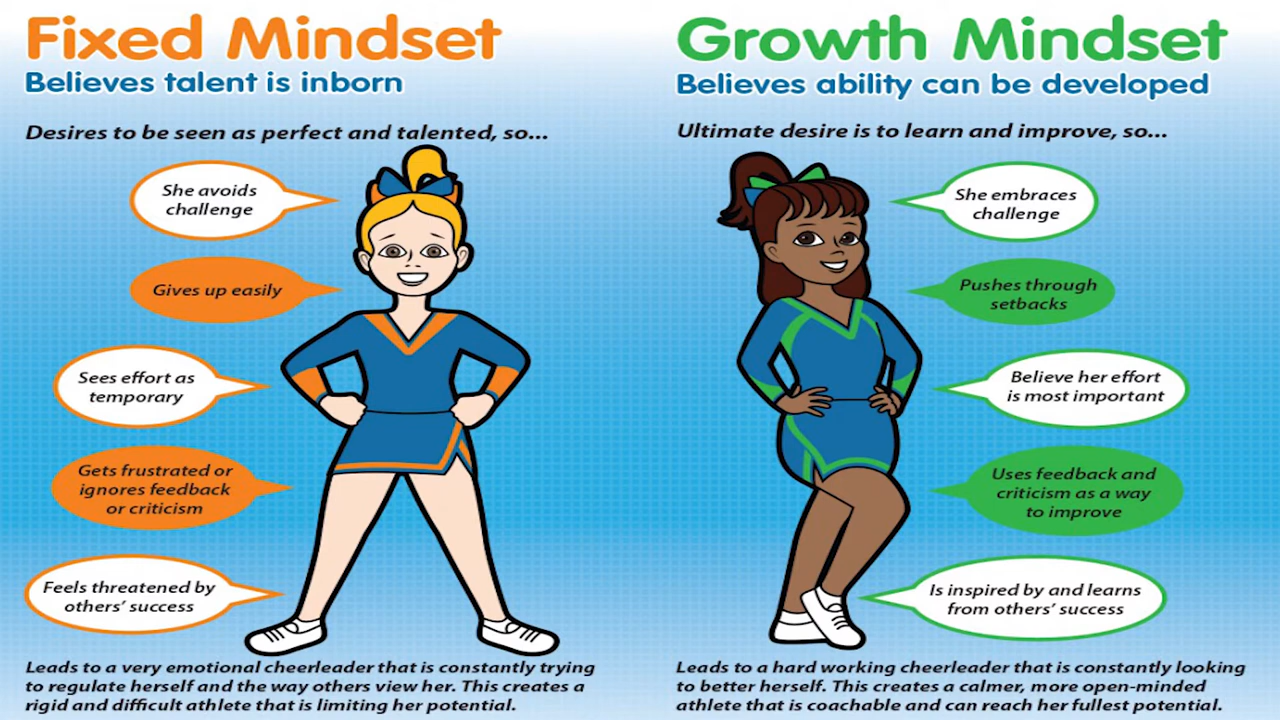 Fixed Mindset
Believes talent is inborn
Desires to be seen as perfect and talented, so...
She avoids
challenge
Gives up easily
Sees effort as
temporary
Gets frustrated or
ignores feedback
or criticism
Feels threatened by
others' success
Leads to a very emotional cheerleader that is constantly trying
to regulate herself and the way others view her. This creates a
rigid and difficult athlete that is limiting her potential.
Growth Mindset
Believes ability can be developed
Ultimate desire is to learn and improve, so...
She embraces
challenge
Pushes through
setbacks
Believe her effort
is most important
Uses feedback and
criticism as a way
to improve
Is inspired by and learns
from others' success
Leads to a hard working cheerleader that is constantly looking
to better herself. This creates a calmer, more open-minded
athlete that is coachable and can reach her fullest potential.